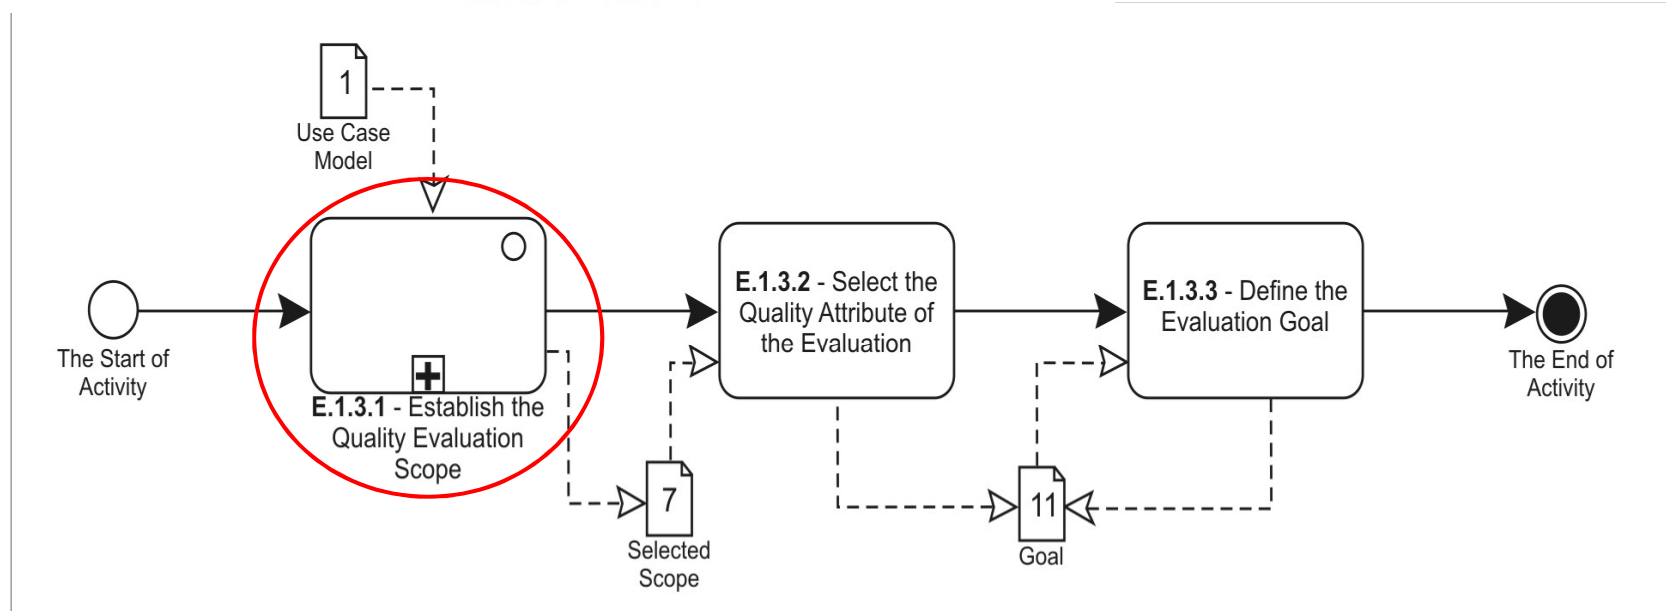 1
Use Case
Model
The Start of
Activity
E.1.3.1 - Establish the
Quality Evaluation
Scope
7
Selected
Scope
E.1.3.2 - Select the
Quality Attribute of
the Evaluation
11
Goal
E.1.3.3 - Define the
Evaluation Goal
The End of
Activity